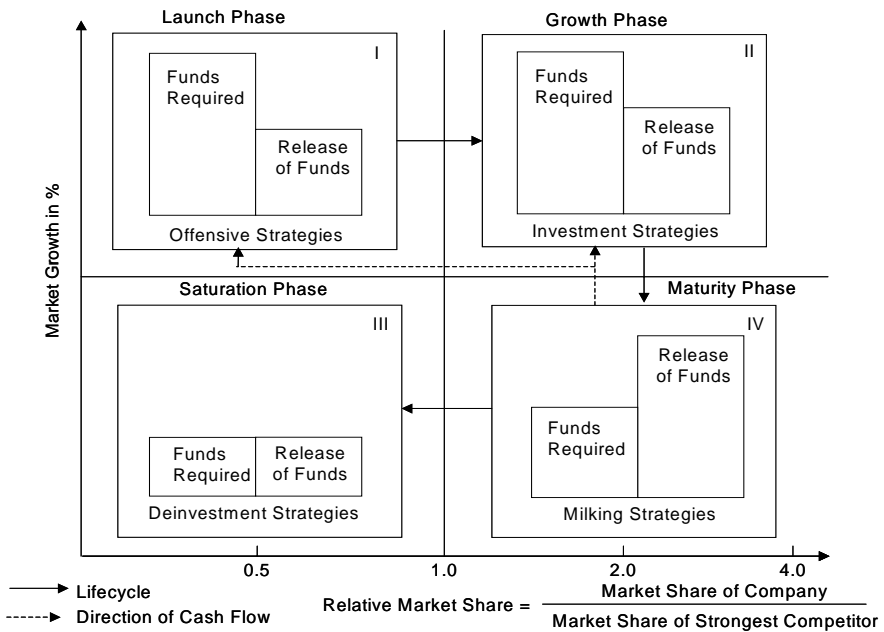 Launch Phase
Growth Phase
I
Funds
Required
Release
of Funds
Offensive Strategies
II
Funds
Required
Release
of Funds
Investment Strategies
Market Growth in %
Saturation Phase
Maturity Phase
III
Funds
Required
Release
of Funds
Deinvestment Strategies
IV
Release
of Funds
Funds
Required
Milking Strategies
0.5
1.0
2.0
4.0
Lifecycle
Direction of Cash Flow
Relative Market Share =
Market Share of Company
Market Share of Strongest Competitor